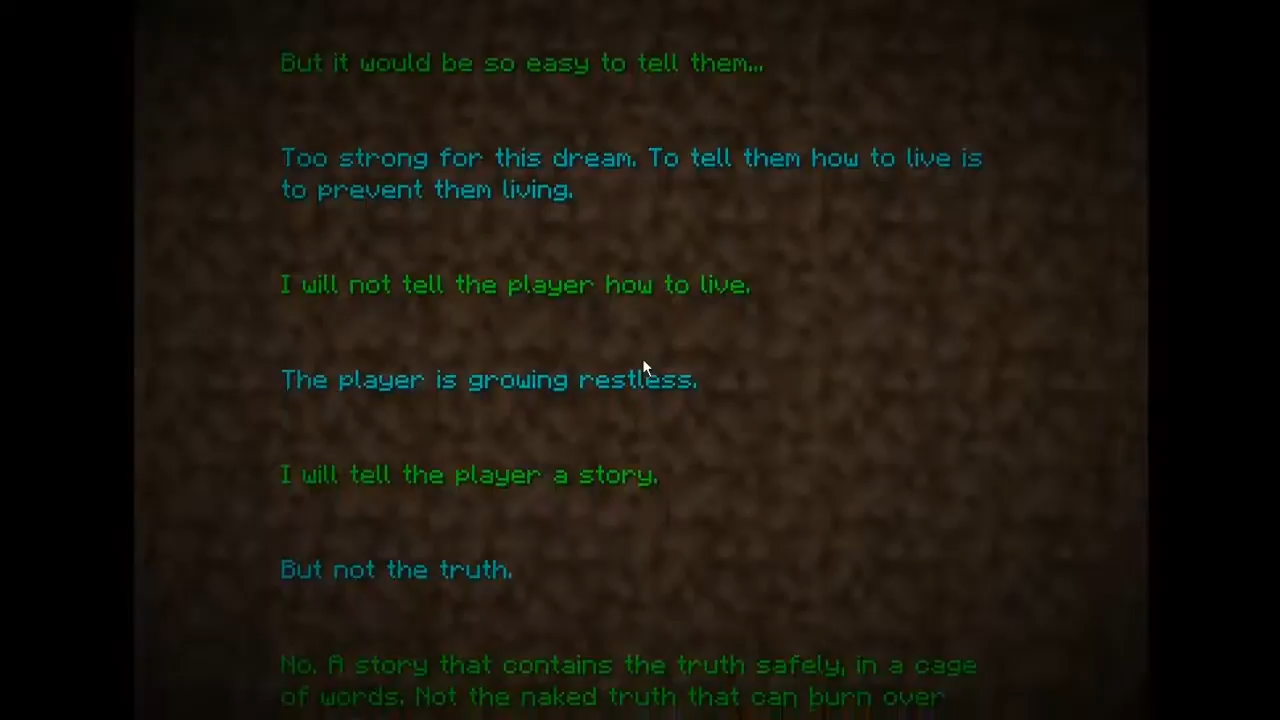 But it would be so easy to tell them...
Too strong for this dream. To tell them how to live is
to prevent them living.
I will not tell the player how to live.
The player is growing restless.
I will tell the player a story.
But not the truth.
No. A story that contains the truth safely, in a cage
of words. Not the naked truth that can burn over